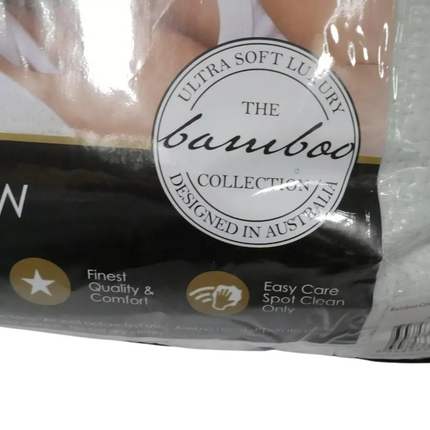 ULTRA SOFT LUXURY
THE
bamboo
COLLECTION
DESIGNED IN AUSTRALIA
W
Finest
Quality &
Comfort
Easy Care
Spot Clean
Only